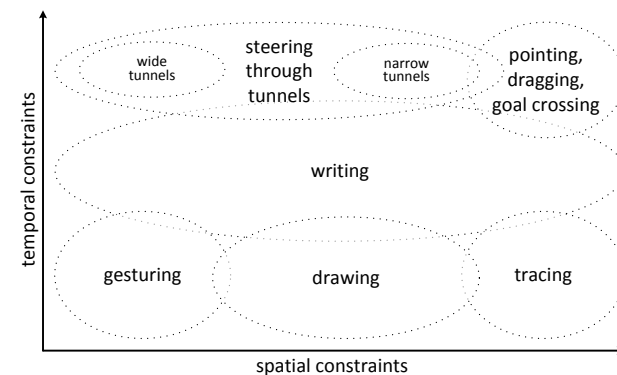 steering
through
tunnels
wide
tunnels
narrow
tunnels
pointing,
dragging,
goal crossing
writing
gesturing
drawing
tracing
temporal constraints
spatial constraints